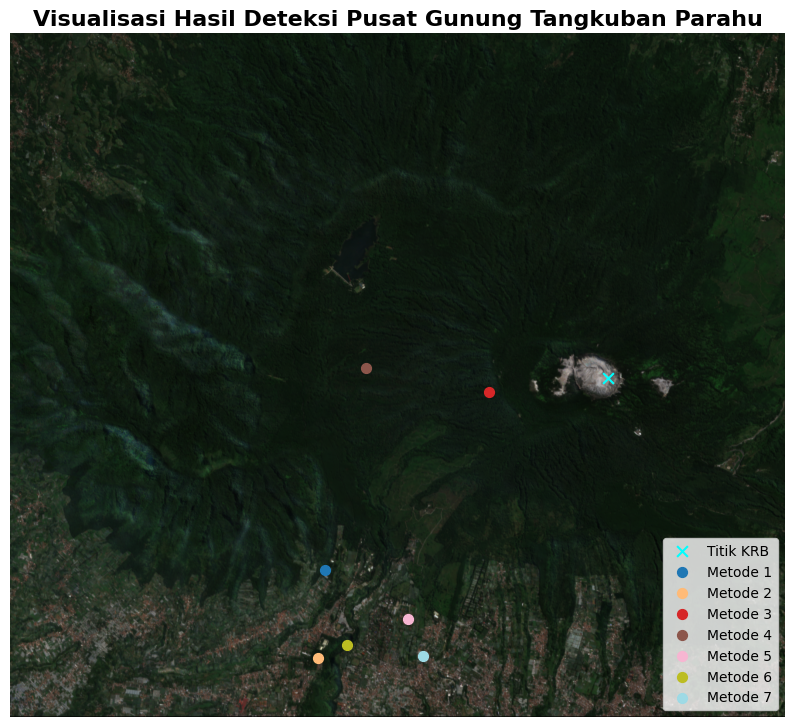 Visualisasi Hasil Deteksi Pusat Gunung Tangkuban Parahu
Titik KRB
Metode 1
Metode 2
Metode 3
Metode 4
Metode 5
Metode 6
Metode 7